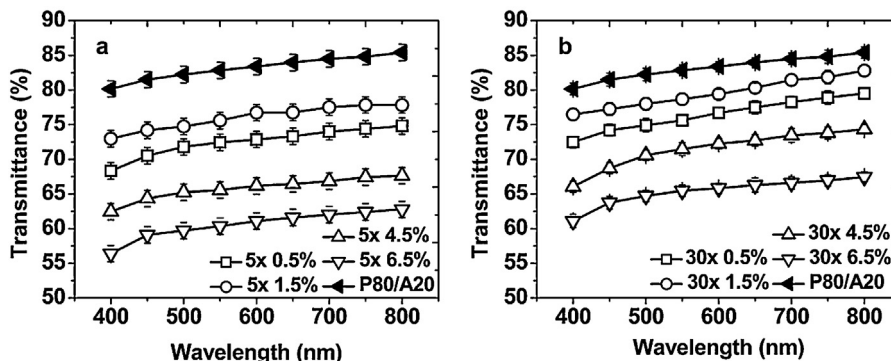 a
Transmittance (%)
90
85
80
75
70
65
60
55
50
5x 4.5%
5x 0.5%
5x 6.5%
5x 1.5%
P80/A20
400
500
600
700
800
Wavelength (nm)
b
Transmittance (%)
90
85
80
75
70
65
60
55
50
30x 4.5%
30x 0.5%
30x 6.5%
30x 1.5%
P80/A20
400
500
600
700
800
Wavelength (nm)